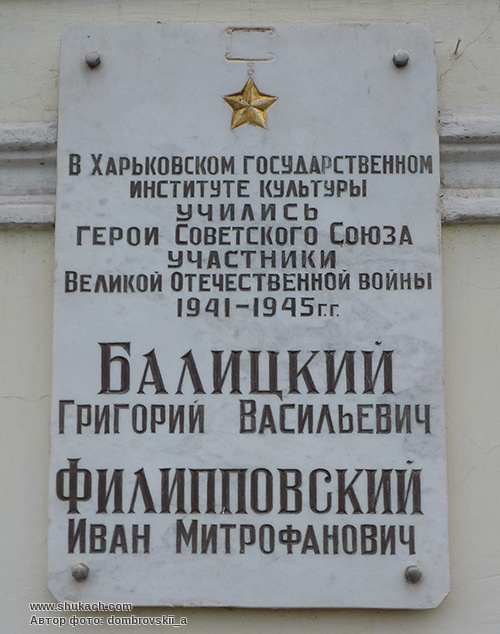 В Харьковском государственном
институте культуры
учились
герои Советского Союза
участники
Великой Отечественной войны
1941-1945 г.г.
Балицкий
Григорий Васильевич
Филипповский
Иван Митрофанович
www.shukach.com
Автор фото: dombrovskii_a